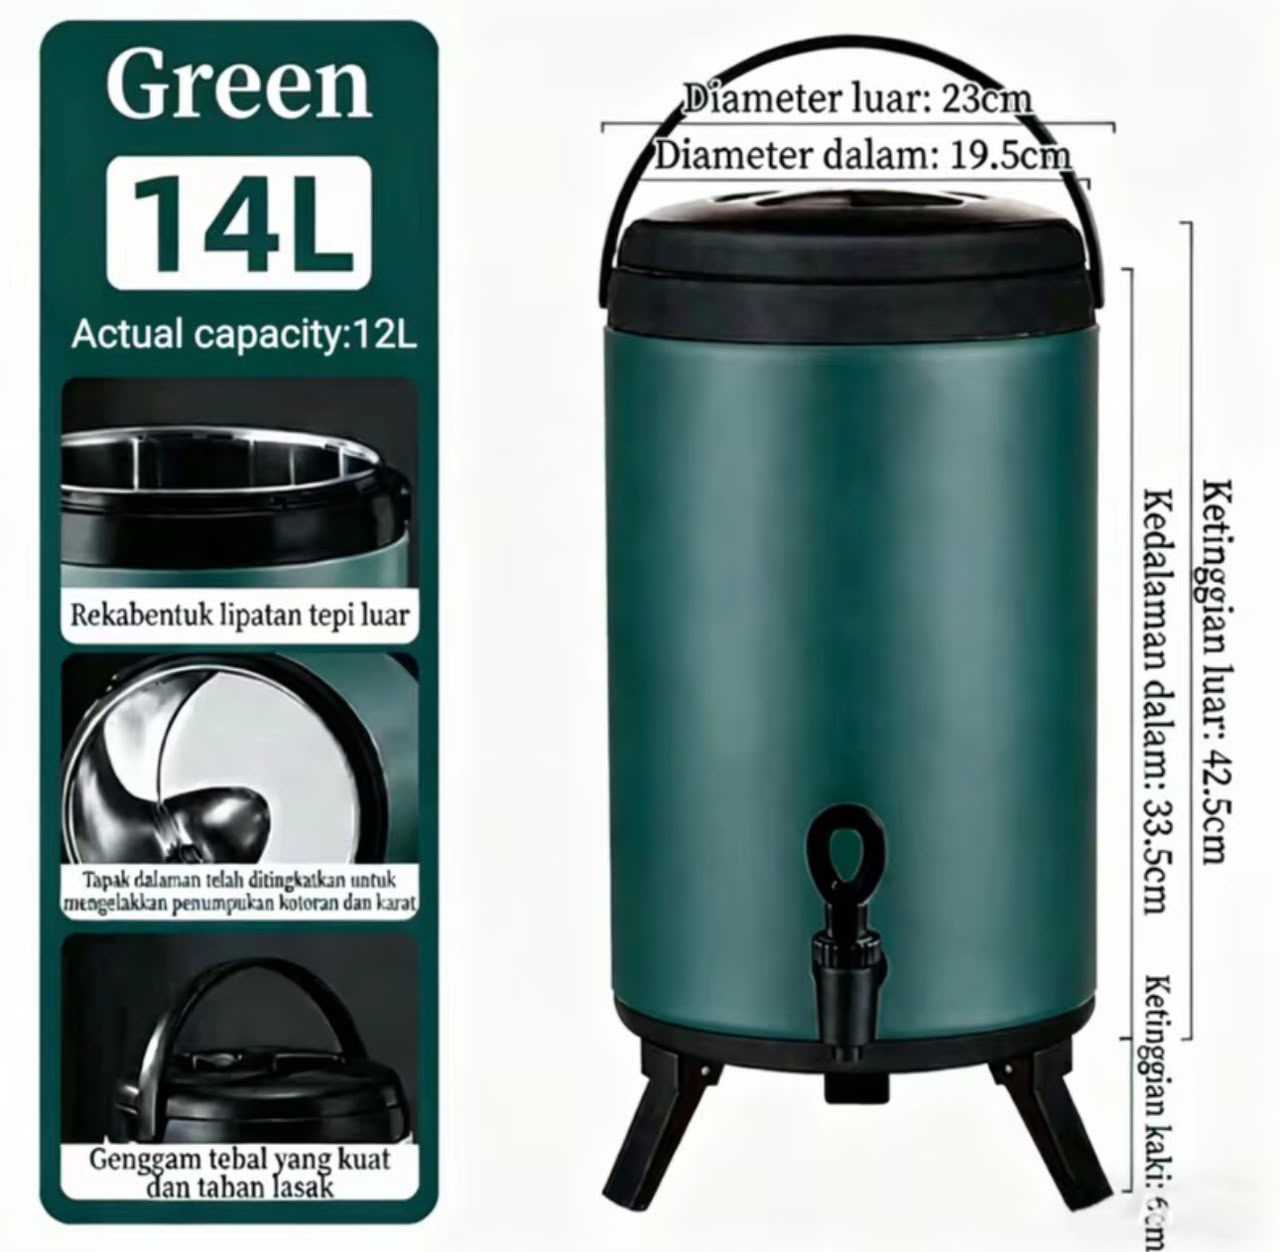 Green
14L
Actual capacity:12L
Rekabentuk lipatan tepi luar
Tapak dalaman telah ditingkatkan untuk
mengelakkan penumpukan kotoran dan karat
Genggam tebal yang kuat
dan tahan lasak
Diameter luar: 23cm
Diameter dalam: 19.5cm
Kedalaman dalam: 33.5cm
Ketinggian luar: 42.5cm
Ketinggian kaki: 6cm